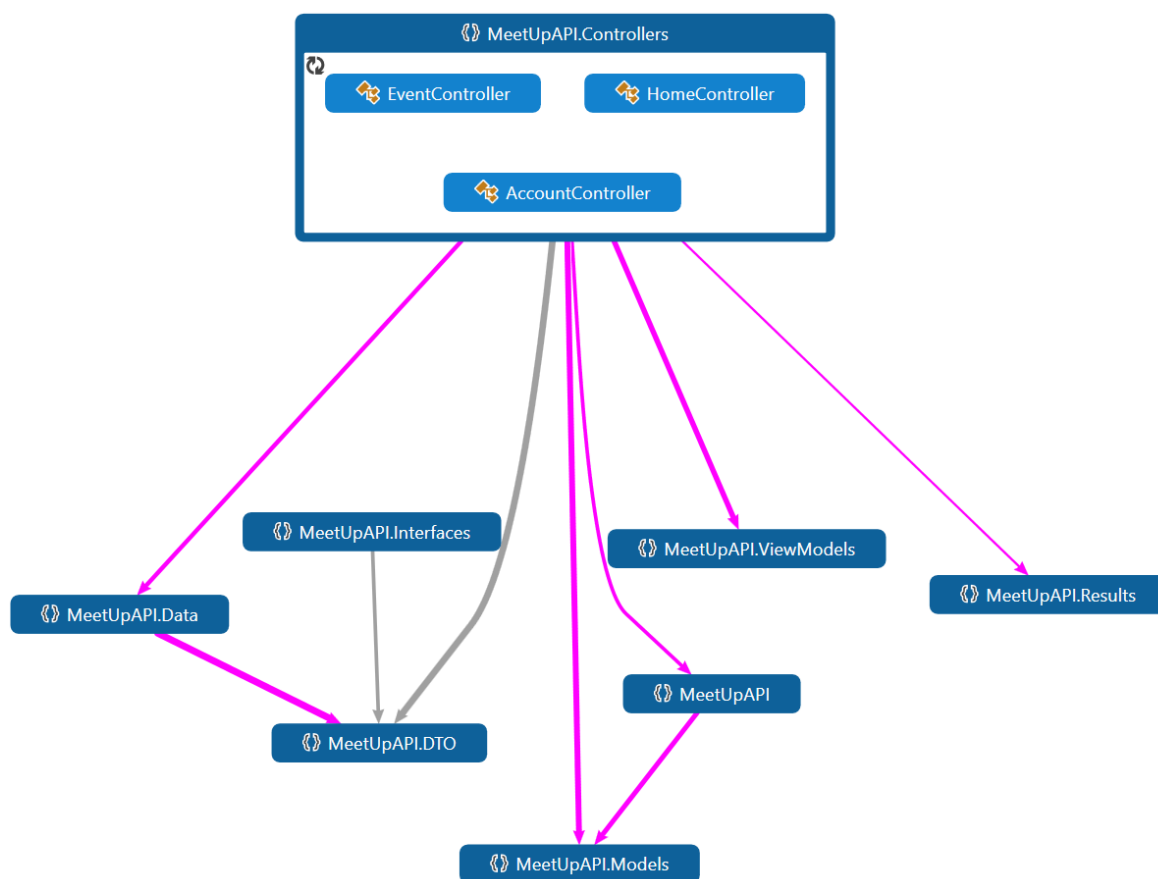 MeetUpAPI.Controllers
EventController
HomeController
AccountController
MeetUpAPI.Interfaces
MeetUpAPI.ViewModels
MeetUpAPI.Data
MeetUpAPI.Results
MeetUpAPI
MeetUpAPI.DTO
MeetUpAPI.Models